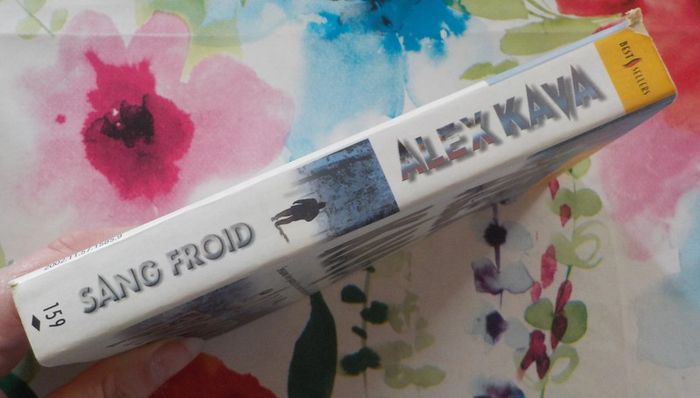 BEST SELLERS
ALEX KAVA
SANG FROID
159